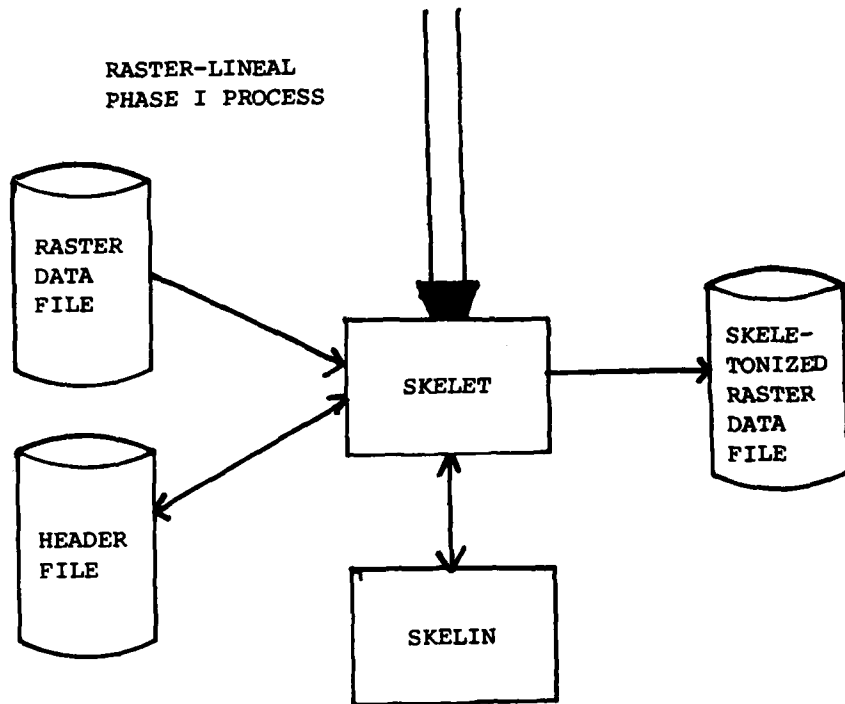 RASTER-LINEAL
PHASE I PROCESS
RASTER
DATA
FILE
SKELET
SKELE-
TONIZED
RASTER
DATA
FILE
HEADER
FILE
SKELIN